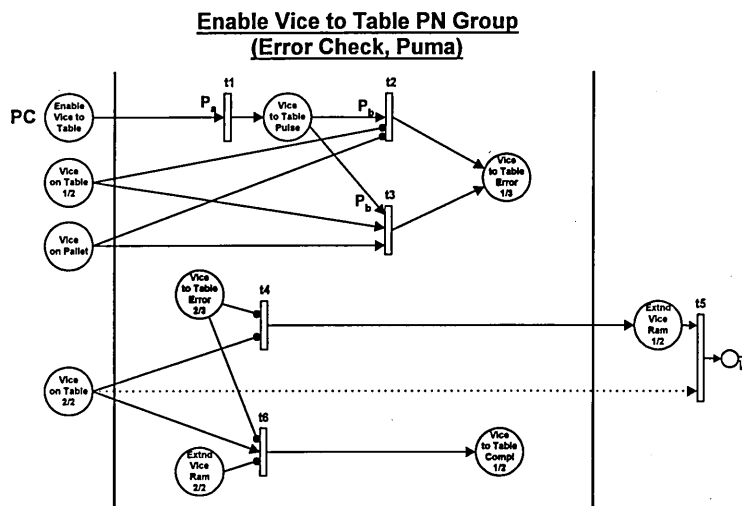 Enable Vice to Table PN Group
(Error Check, Puma)
PC
Enable
Vice to
Table
Pa
t1
Vice
to Table
Pulse
Pb
t2
Vice
on Table
1/2
Vice
to Table
Error
1/3
Pb
t3
Vice
on Pallet
Vice
to Table
Error
2/3
t4
Extnd
Vice
Ram
1/2
t5
Vice
on Table
2/2
t6
Extnd
Vice
Ram
2/2
Vice
to Table
Compl
1/2